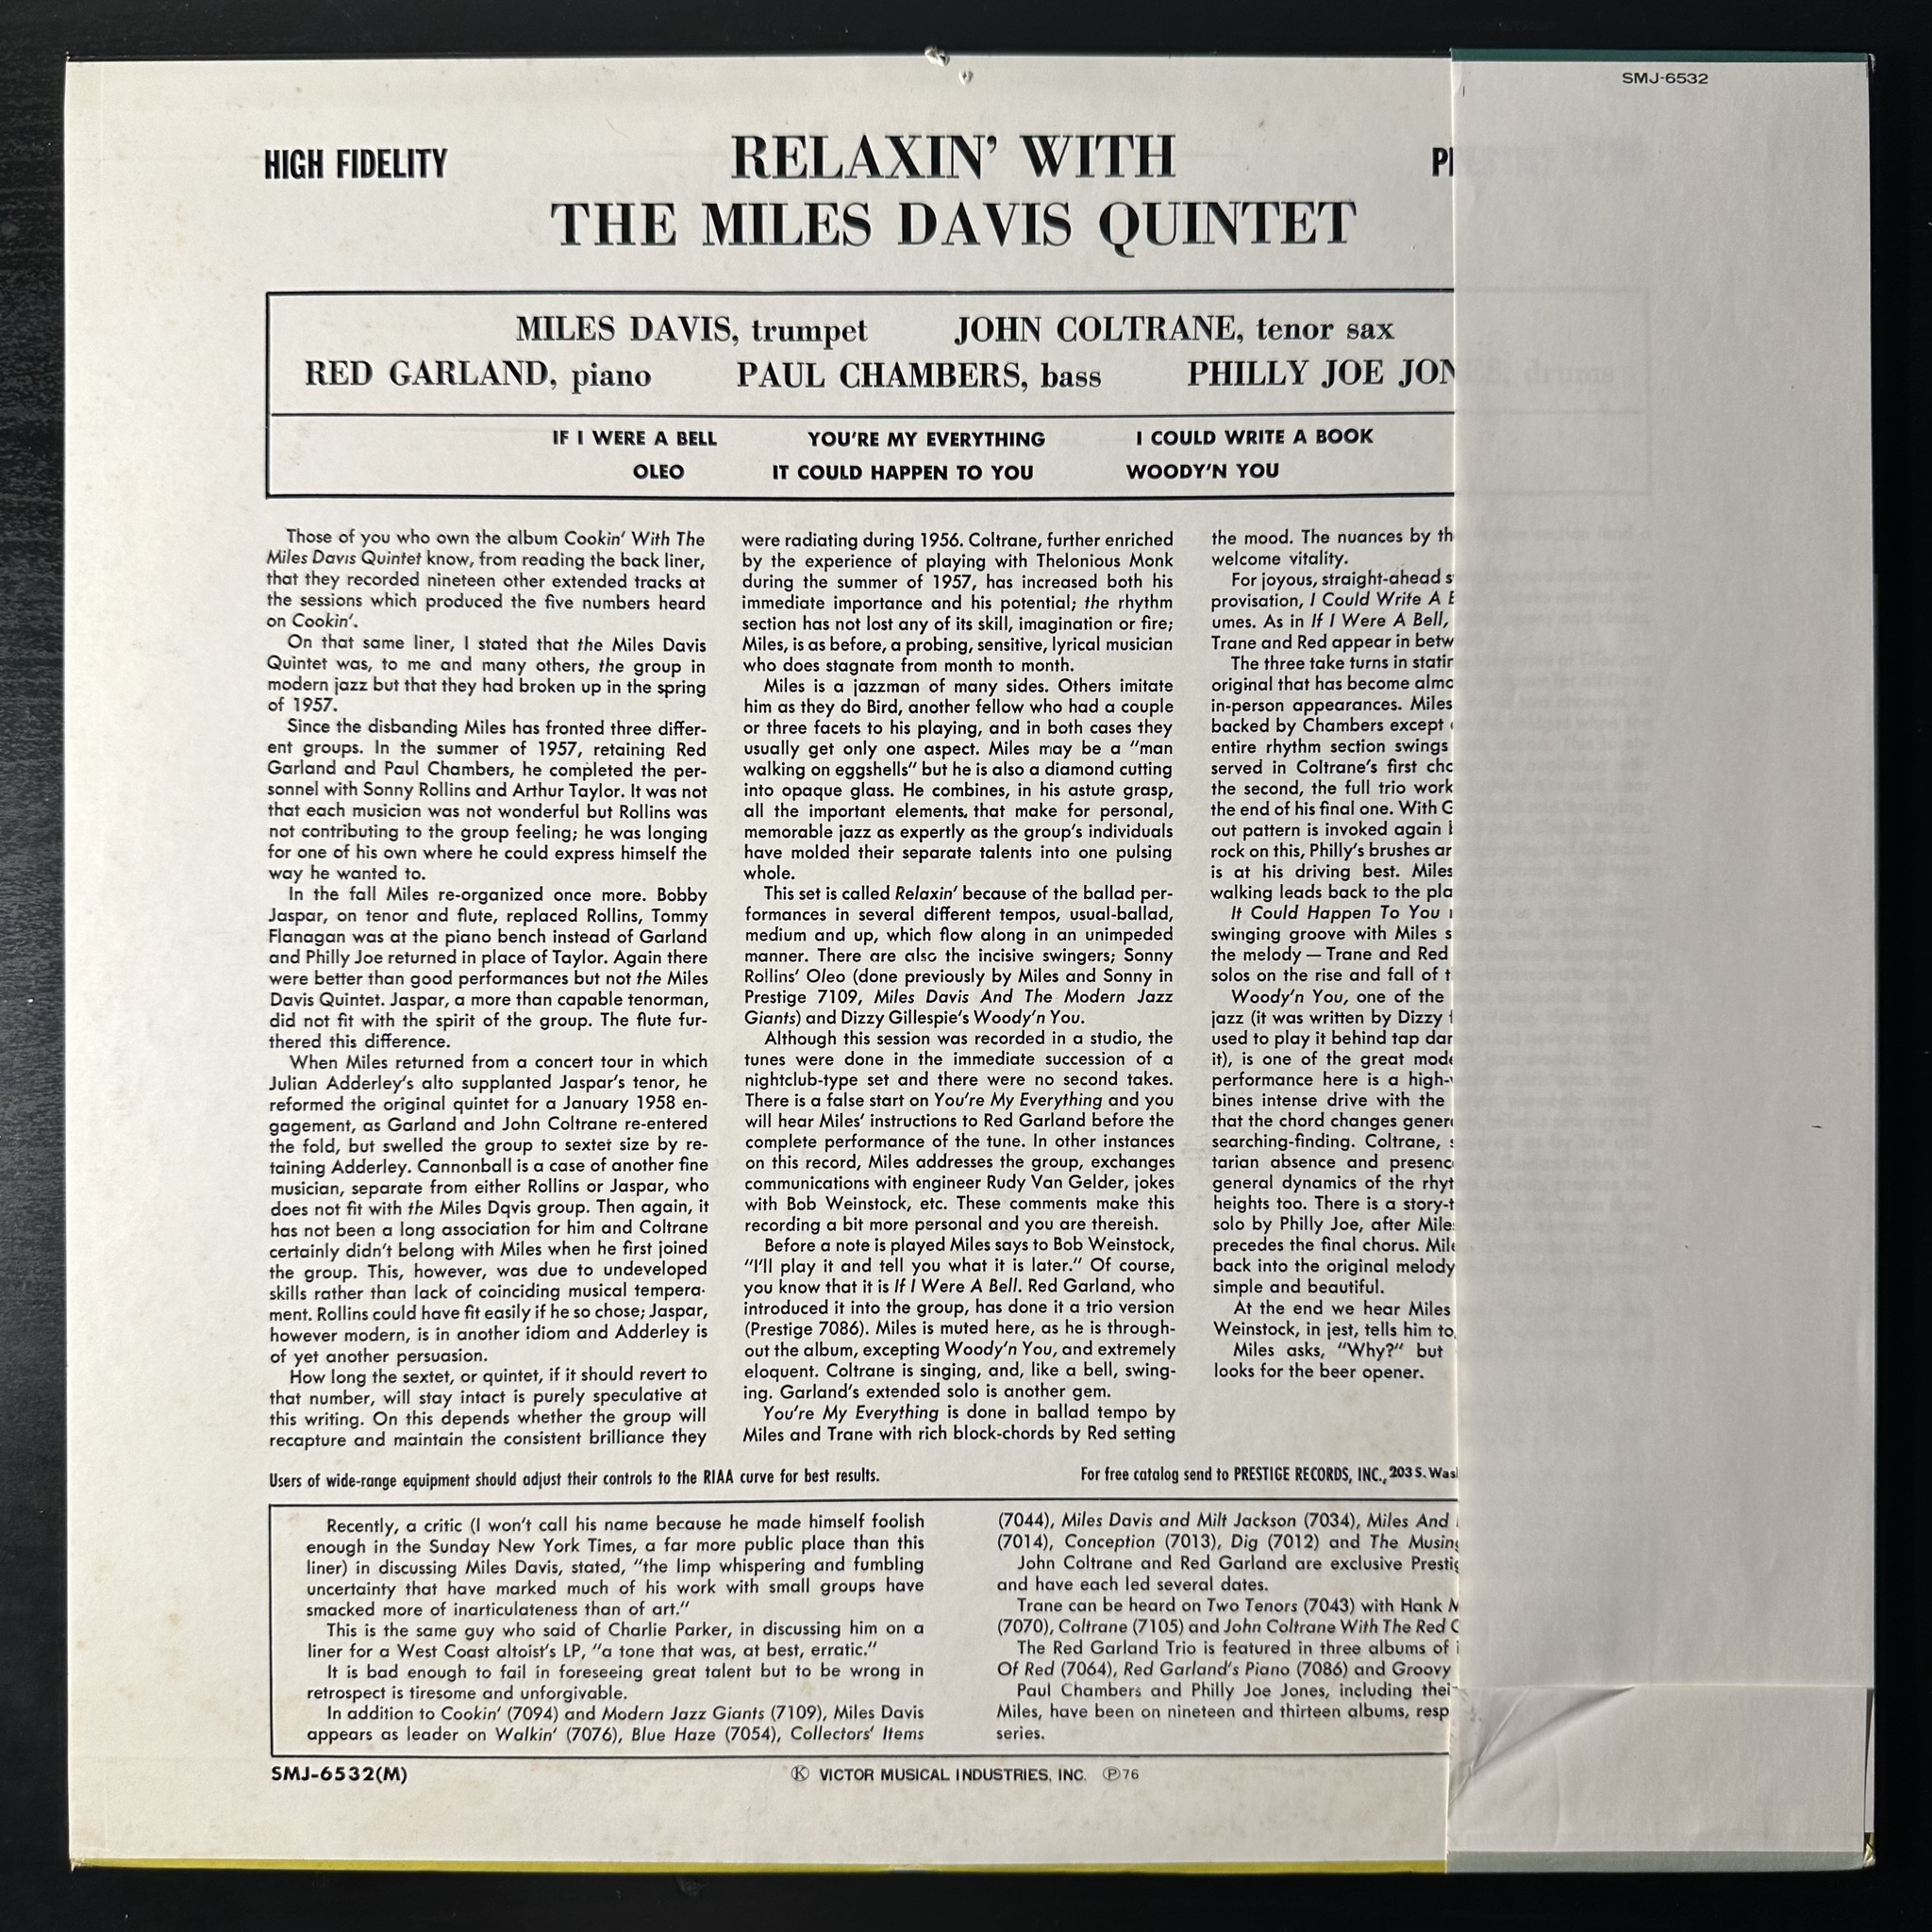 SMJ-6532
HIGH FIDELITY
RELAXIN' WITH
THE MILES DAVIS QUINTET
MILES DAVIS, trumpet JOHN COLTRANE, tenor sax
RED GARLAND, piano PAUL CHAMBERS, bass PHILLY JOE JONES, drums
IF I WERE A BELL YOU'RE MY EVERYTHING I COULD WRITE A BOOK
OLEO IT COULD HAPPEN TO YOU WOODY'N YOU
Those of you who own the album Cookin' With The
Miles Davis Quintet know, from reading the back liner,
that they recorded nineteen other extended tracks at
the sessions which produced the five numbers heard
on Cookin'.
On that same liner, I stated that the Miles Davis
Quintet was, to me and many others, the group in
modern jazz but that they had broken up in the spring
of 1957.
Since the disbanding Miles has fronted three differ-
ent groups. In the summer of 1957, retaining Red
Garland and Paul Chambers, he completed the per-
sonnel with Sonny Rollins and Arthur Taylor. It was not
that each musician was not wonderful but Rollins was
not contributing to the group feeling; he was longing
for one of his own where he could express himself the
way he wanted to.
In the fall Miles re-organized once more. Bobby
Jaspar, on tenor and flute, replaced Rollins, Tommy
Flanagan was at the piano bench instead of Garland
and Philly Joe returned in place of Taylor. Again there
were better than good performances but not the Miles
Davis Quintet. Jaspar, a more than capable tenorman,
did not fit with the spirit of the group. The flute fur-
thered this difference.
When Miles returned from a concert tour in which
Julian Adderley's alto supplanted Jaspar's tenor, he
reformed the original quintet for a January 1958 en-
gagement, as Garland and John Coltrane re-entered
the fold, but swelled the group to sextet size by re-
taining Adderley. Cannonball is a case of another fine
musician, separate from either Rollins or Jaspar, who
does not fit with the Miles Davis group. Then again, it
has not been a long association for him and Coltrane
certainly didn't belong with Miles when he first joined
the group. This, however, was due to undeveloped
skills rather than lack of coinciding musical tempera-
ment. Rollins could have fit easily if he so chose; Jaspar,
however modern, is in another idiom and Adderley is
of yet another persuasion.
How long the sextet, or quintet, if it should revert to
that number, will stay intact is purely speculative at
this writing. On this depends whether the group will
recapture and maintain the consistent brilliance they
were radiating during 1956. Coltrane, further enriched
by the experience of playing with Thelonious Monk
during the summer of 1957, has increased both his
immediate importance and his potential; the rhythm
section has not lost any of its skill, imagination or fire;
Miles, is as before, a probing, sensitive, lyrical musician
who does stagnate from month to month.
Miles is a jazzman of many sides. Others imitate
him as they do Bird, another fellow who had a couple
or three facets to his playing, and in both cases they
usually get only one aspect. Miles may be a "man
walking on eggshells" but he is also a diamond cutting
into opaque glass. He combines, in his astute grasp,
all the important elements, that make for personal,
memorable jazz as expertly as the group's individuals
have molded their separate talents into one pulsing
whole.
This set is called Relaxin' because of the ballad per-
formances in several different tempos, usual-ballad,
medium and up, which flow along in an unimpeded
manner. There are also the incisive swingers; Sonny
Rollins' Oleo (done previously by Miles and Sonny in
Prestige 7109, Miles Davis And The Modern Jazz
Giants) and Dizzy Gillespie's Woody'n You.
Although this session was recorded in a studio, the
tunes were done in the immediate succession of a
nightclub-type set and there were no second takes.
There is a false start on You're My Everything and you
will hear Miles' instructions to Red Garland before the
complete performance of the tune. In other instances
on this record, Miles addresses the group, exchanges
communications with engineer Rudy Van Gelder, jokes
with Bob Weinstock, etc. These comments make this
recording a bit more personal and you are thereish.
Before a note is played Miles says to Bob Weinstock,
"I'll play it and tell you what it is later." Of course,
you know that it is If I Were A Bell. Red Garland, who
introduced it into the group, has done it a trio version
(Prestige 7086). Miles is muted here, as he is through-
out the album, excepting Woody'n You, and extremely
eloquent. Coltrane is singing, and, like a bell, swing-
ing. Garland's extended solo is another gem.
You're My Everything is done in ballad tempo by
Miles and Trane with rich block-chords by Red setting
the mood. The nuances by
welcome vitality.
For joyous, straight-ahead
provisation, I Could Write A
umes. As in If I Were A Bell,
Trane and Red appear in
The three take turns in
original that has become
in-person appearances. Miles
backed by Chambers except
entire rhythm section swings
served in Coltrane's first
the second, the full trio
the end of his final one. With
out pattern is invoked again
rock on this, Philly's brushes
is at his driving best. Miles
walking leads back to the
It Could Happen To You
swinging groove with Miles
the melody — Trane and Red
solos on the rise and fall of
Woody'n You, one of the
jazz (it was written by Dizzy
used to play it behind tap
it), is one of the great
performance here is a
bines intense drive with the
that the chord changes
searching-finding. Coltrane,
tarian absence and
general dynamics of the
heights too. There is a
solo by Philly Joe, after
precedes the final chorus.
back into the original melody
simple and beautiful.
At the end we hear Miles
Weinstock, in jest, tells him to
Miles asks, "Why?" but
looks for the beer opener.
Users of wide-range equipment should adjust their controls to the RIAA curve for best results.
For free catalog send to PRESTIGE RECORDS, INC., 203 S.
Recently, a critic (I won't call his name because he made himself foolish
enough in the Sunday New York Times, a far more public place than this
liner) in discussing Miles Davis, stated, "the limp whispering and fumbling
uncertainty that have marked much of his work with small groups have
smacked more of inarticulateness than of art."
This is the same guy who said of Charlie Parker, in discussing him on a
liner for a West Coast altoist's LP, "a tone that was, at best, erratic."
It is bad enough to fail in foreseeing great talent but to be wrong in
retrospect is tiresome and unforgivable.
In addition to Cookin' (7094) and Modern Jazz Giants (7109), Miles Davis
appears as leader on Walkin' (7076), Blue Haze (7054), Collectors' Items
(7044), Miles Davis and Milt Jackson (7034), Miles And
(7014), Conception (7013), Dig (7012) and The
John Coltrane and Red Garland are exclusive
and have each led several dates.
Trane can be heard on Two Tenors (7043) with Hank
(7070), Coltrane (7105) and John Coltrane With The Red
The Red Garland Trio is featured in three albums of
Of Red (7064), Red Garland's Piano (7086) and Groovy
Paul Chambers and Philly Joe Jones, including
Miles, have been on nineteen and thirteen albums,
series.
SMJ-6532(M)
Ⓚ VICTOR MUSICAL INDUSTRIES, INC. Ⓟ76